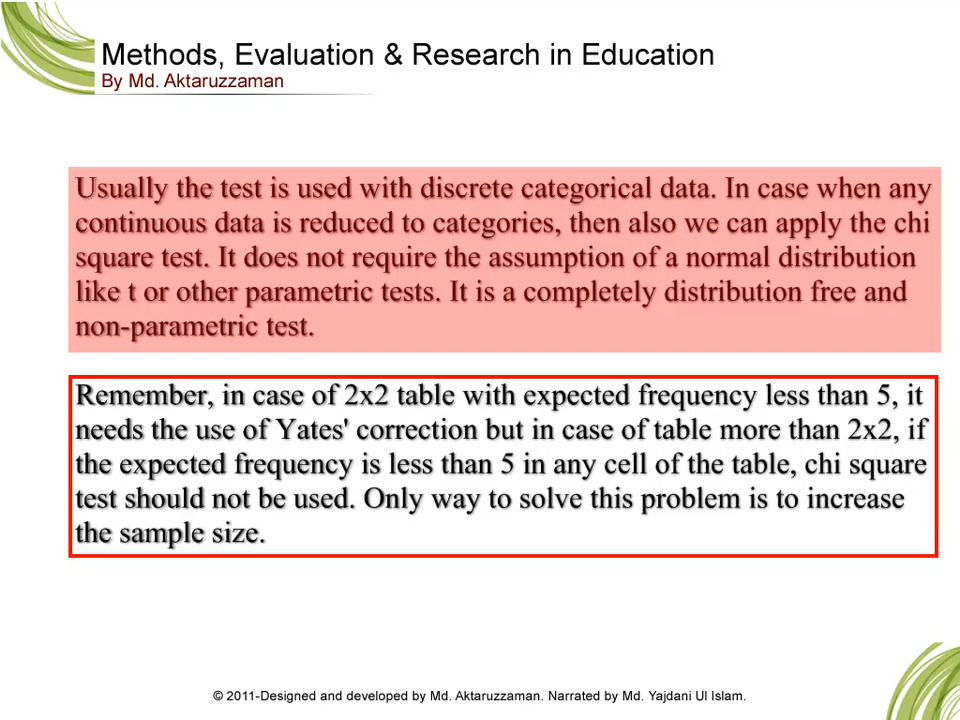 Methods, Evaluation & Research in Education
By Md. Aktaruzzaman
Usually the test is used with discrete categorical data. In case when any
continuous data is reduced to categories, then also we can apply the chi
square test. It does not require the assumption of a normal distribution
like t or other parametric tests. It is a completely distribution free and
non-parametric test.
Remember, in case of 2x2 table with expected frequency less than 5, it
needs the use of Yates' correction but in case of table more than 2x2, if
the expected frequency is less than 5 in any cell of the table, chi square
test should not be used. Only way to solve this problem is to increase
the sample size.
© 2011-Designed and developed by Md. Aktaruzzaman. Narrated by Md. Yajdani Ul Islam.